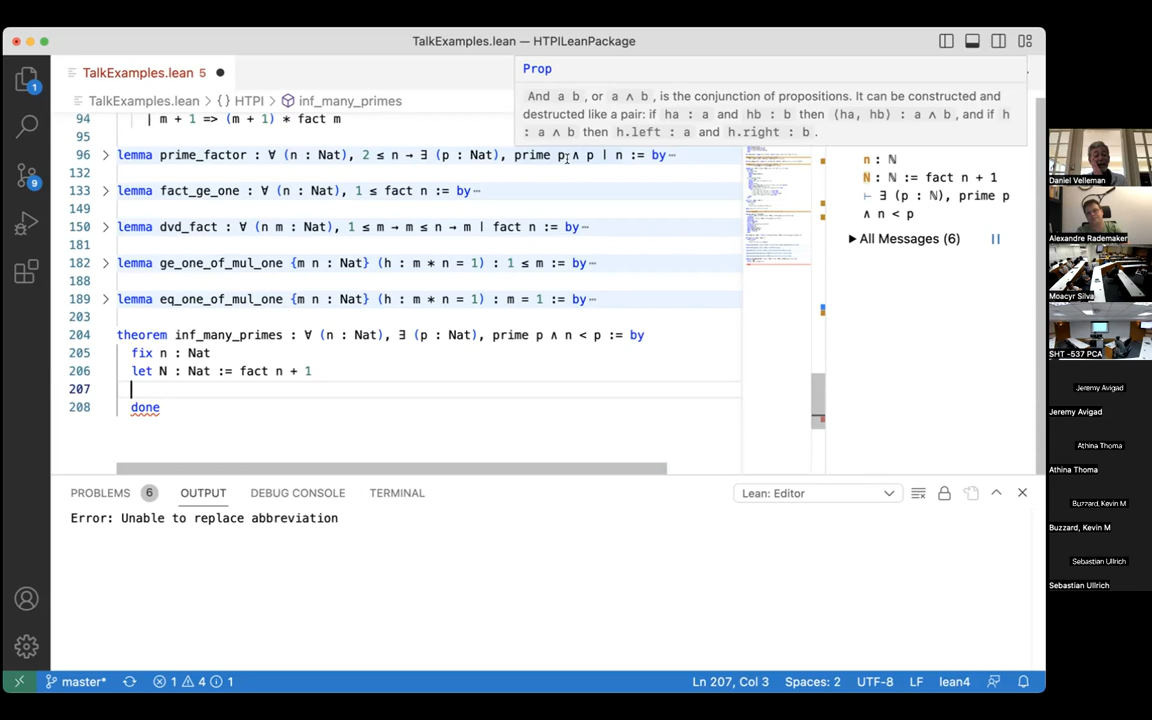 TalkExamples.lean — HTPILeanPackage
TalkExamples.lean 5
Prop
TalkExamples.lean > {} HTPI > inf_many_primes
And a b, or a ∧ b, is the conjunction of propositions. It can be constructed and
destructed like a pair: if ha : a and hb : b then ⟨ha, hb⟩ : a ∧ b, and if h
: a ∧ b then h.left : a and h.right : b.
94 | m + 1 => (m + 1) * fact m
95
96 lemma prime_factor : ∀ (n : Nat), 2 ≤ n → ∃ (p : Nat), prime p ∧ p ∣ n := by⋯
132
133 lemma fact_ge_one : ∀ (n : Nat), 1 ≤ fact n := by⋯
149
150 lemma dvd_fact : ∀ (n m : Nat), 1 ≤ m → m ≤ n → m ∣ fact n := by⋯
181
182 lemma ge_one_of_mul_one {m n : Nat} (h : m * n = 1) : 1 ≤ m := by⋯
188
189 lemma eq_one_of_mul_one {m n : Nat} (h : m * n = 1) : m = 1 := by⋯
203
204 theorem inf_many_primes : ∀ (n : Nat), ∃ (p : Nat), prime p ∧ n < p := by
205 fix n : Nat
206 let N : Nat := fact n + 1
207
208 done
n : ℕ
N : ℕ := fact n + 1
⊢ ∃ (p : ℕ), prime p
∧ n < p
All Messages (6)
PROBLEMS 6 OUTPUT DEBUG CONSOLE TERMINAL
Lean: Editor
Error: Unable to replace abbreviation
1
9
master* 1 4 1 Ln 207, Col 3 Spaces: 2 UTF-8 LF lean4
Daniel Velleman
Alexandre Rademaker
Moacyr Silva
SHT -537 PCA
Jeremy Avigad
Jeremy Avigad
Athina Thoma
Athina Thoma
Buzzard, Kevin M
Buzzard, Kevin M
Sebastian Ullrich
Sebastian Ullrich